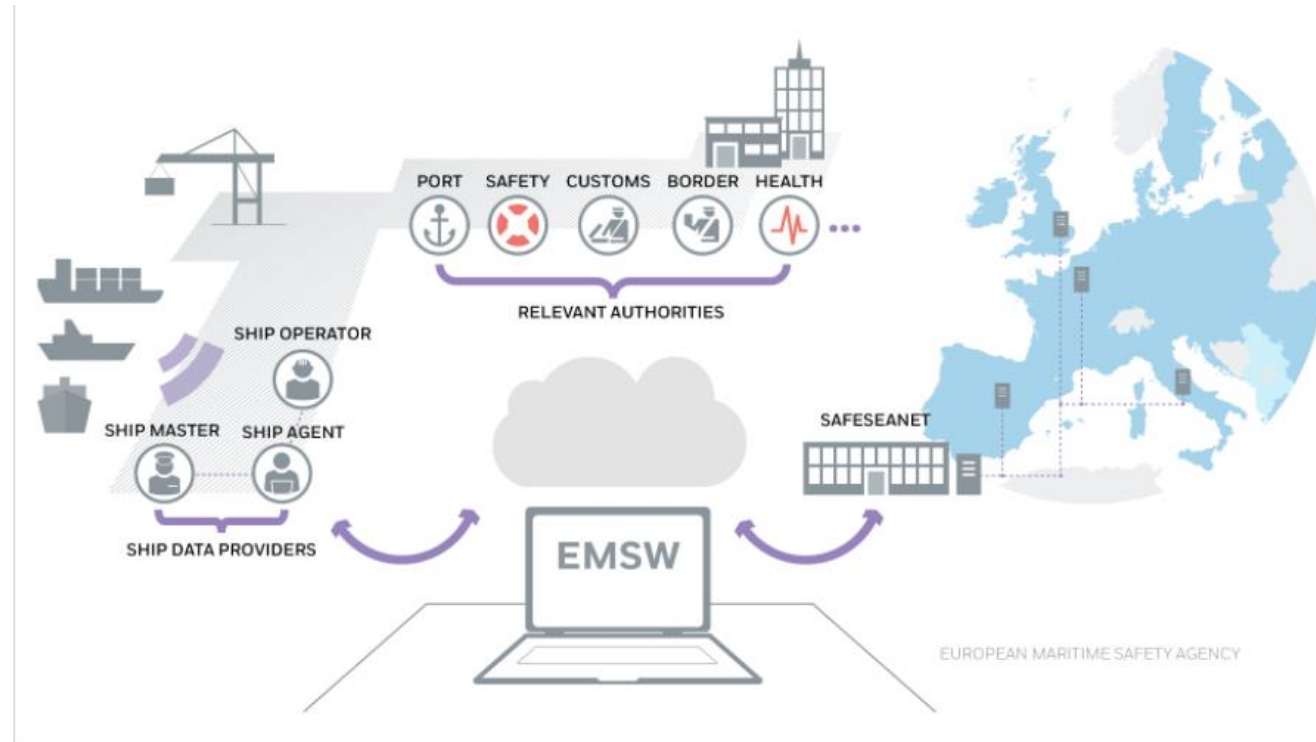 PORT SAFETY CUSTOMS BORDER HEALTH
RELEVANT AUTHORITIES
SHIP OPERATOR
SHIP MASTER SHIP AGENT
SHIP DATA PROVIDERS
EMSW
SAFESEANET
EUROPEAN MARITIME SAFETY AGENCY